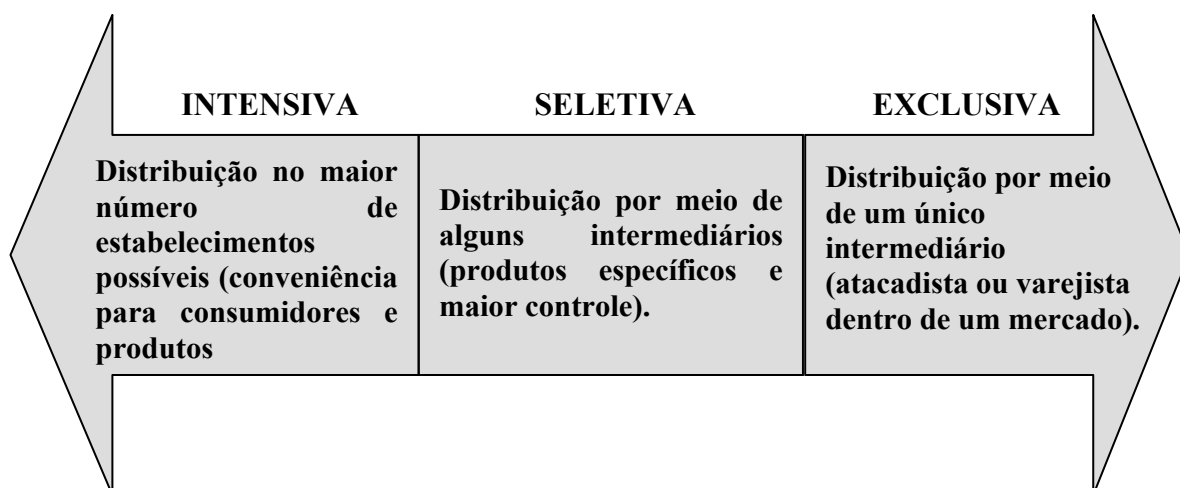 INTENSIVA
Distribuição no maior
número de
estabelecimentos
possíveis (conveniência
para consumidores e
produtos
SELETIVA
Distribuição por meio de
alguns intermediários
(produtos específicos e
maior controle).
EXCLUSIVA
Distribuição por meio
de um único
intermediário
(atacadista ou varejista
dentro de um mercado).